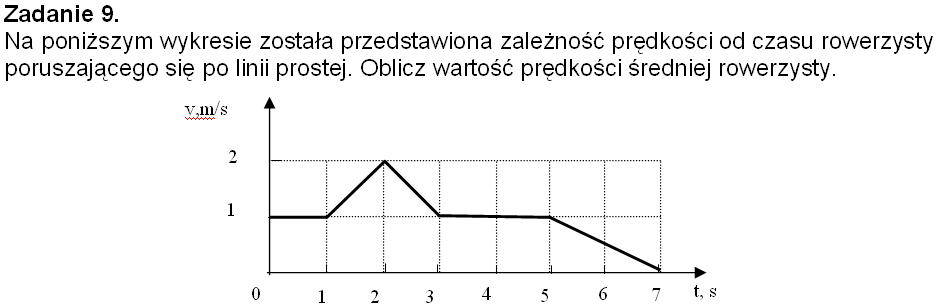 Zadanie 9.
Na poniższym wykresie została przedstawiona zależność prędkości od czasu rowerzysty
poruszającego się po linii prostej. Oblicz wartość prędkości średniej rowerzysty.
v,m/s
2
1
0 1 2 3 4 5 6 7 t, s